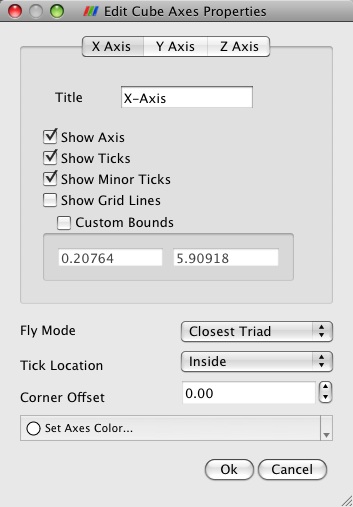 Edit Cube Axes Properties
X Axis Y Axis Z Axis
Title X-Axis
Show Axis
Show Ticks
Show Minor Ticks
Show Grid Lines
Custom Bounds
0.20764 5.90918
Fly Mode Closest Triad
Tick Location Inside
Corner Offset 0.00
Set Axes Color...
Ok Cancel